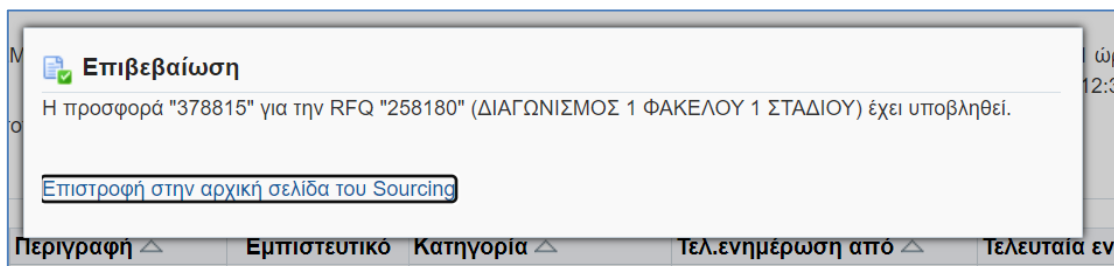 Επιβεβαίωση
Η προσφορά "378815" για την RFQ "258180" (ΔΙΑΓΩΝΙΣΜΟΣ 1 ΦΑΚΕΛΟΥ 1 ΣΤΑΔΙΟΥ) έχει υποβληθεί.
Επιστροφή στην αρχική σελίδα του Sourcing
Περιγραφή Εμπιστευτικό Κατηγορία Τελ.ενημέρωση από Τελευταία